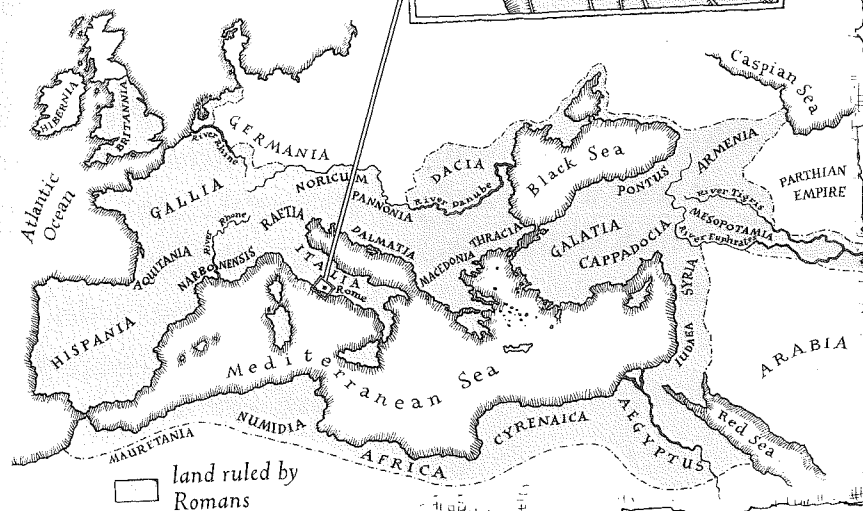 Caspian Sea
HIBERNIA
BRITANNIA
Atlantic
Ocean
River Rhine
GERMANIA
GALLIA
NORICUM
PANNONIA
DACIA
River Danube
Black Sea
PONTUS
ARMENIA
PARTHIAN
EMPIRE
River Tigris
MESOPOTAMIA
River Euphrates
River Rhone
RAETIA
AQUITANIA
NARBONENSIS
ITALIA
Rome
DALMATIA
MACEDONIA
THRACIA
GALATIA
CAPPADOCIA
SYRIA
IUDAEA
ARABIA
HISPANIA
Mediterranean Sea
MAURETANIA
NUMIDIA
AFRICA
CYRENAICA
AEGYPTUS
Red Sea
land ruled by
Romans